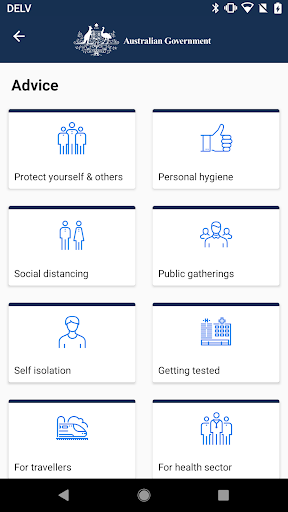 DELV
Australian Government
Advice
Protect yourself & others
Personal hygiene
Social distancing
Public gatherings
Self isolation
Getting tested
For travellers
For health sector